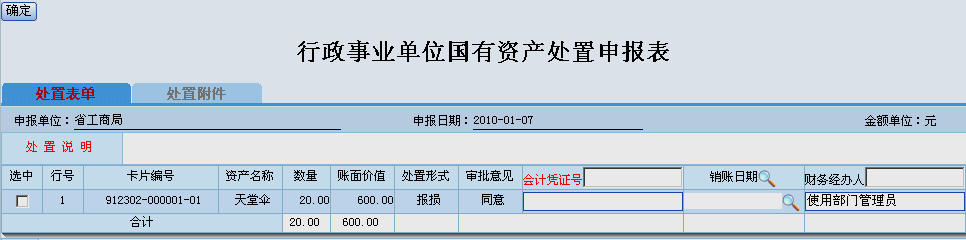 确定
行政事业单位国有资产处置申报表
处置表单 处置附件
申报单位：省工商局 申报日期：2010-01-07 金额单位：元
处 置 说 明
选中 行号 卡片编号 资产名称 数量 账面价值 处置形式 审批意见 会计凭证号 销账日期 财务经办人
1 912302-000001-01 天堂伞 20.00 600.00 报损 同意 使用部门管理员
合计 20.00 600.00